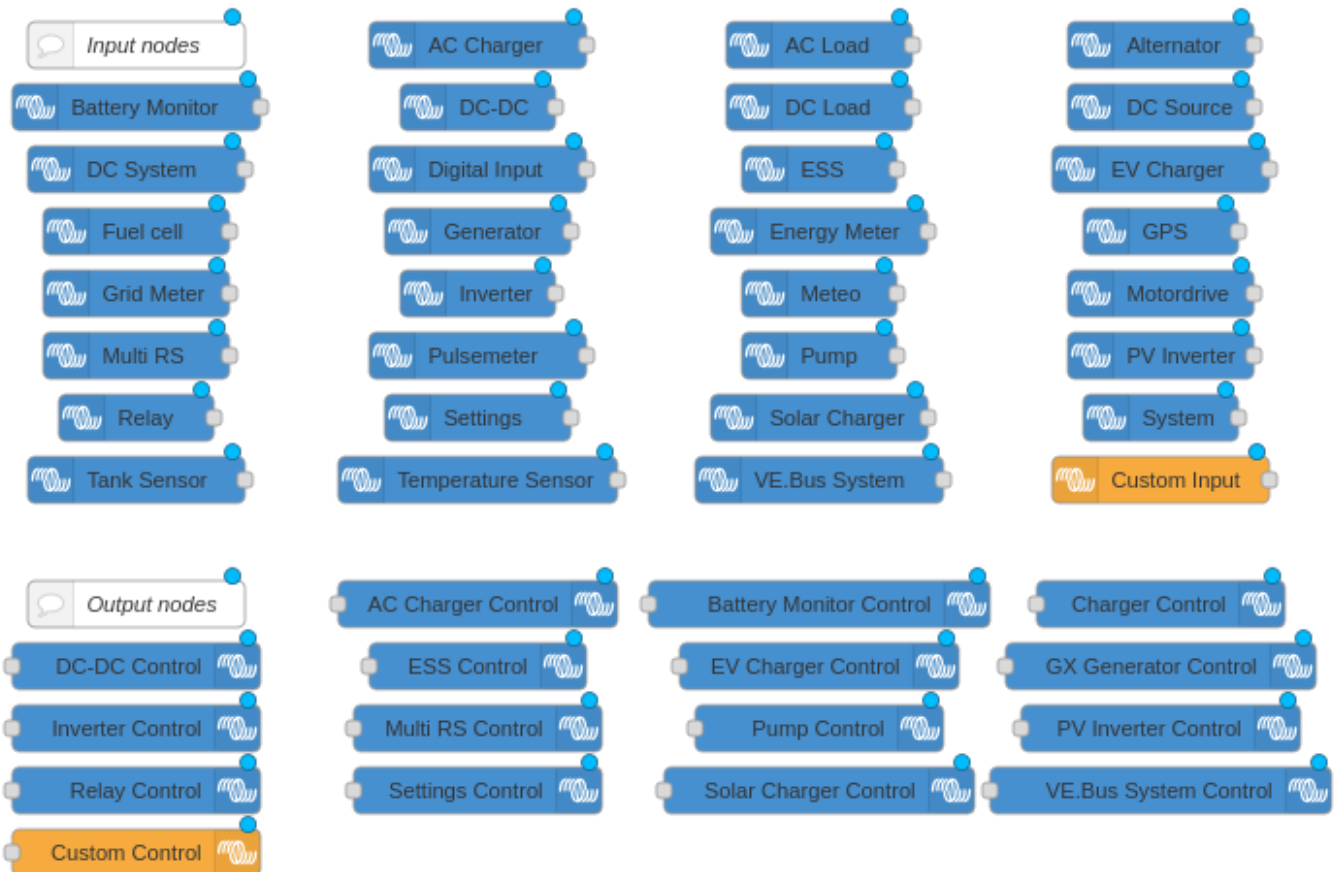 Input nodes
AC Charger
AC Load
Alternator
Battery Monitor
DC-DC
DC Load
DC Source
DC System
Digital Input
ESS
EV Charger
Fuel cell
Generator
Energy Meter
GPS
Grid Meter
Inverter
Meteo
Motordrive
Multi RS
Pulsemeter
Pump
PV Inverter
Relay
Settings
Solar Charger
System
Tank Sensor
Temperature Sensor
VE.Bus System
Custom Input
Output nodes
AC Charger Control
Battery Monitor Control
Charger Control
DC-DC Control
ESS Control
EV Charger Control
GX Generator Control
Inverter Control
Multi RS Control
Pump Control
PV Inverter Control
Relay Control
Settings Control
Solar Charger Control
VE.Bus System Control
Custom Control